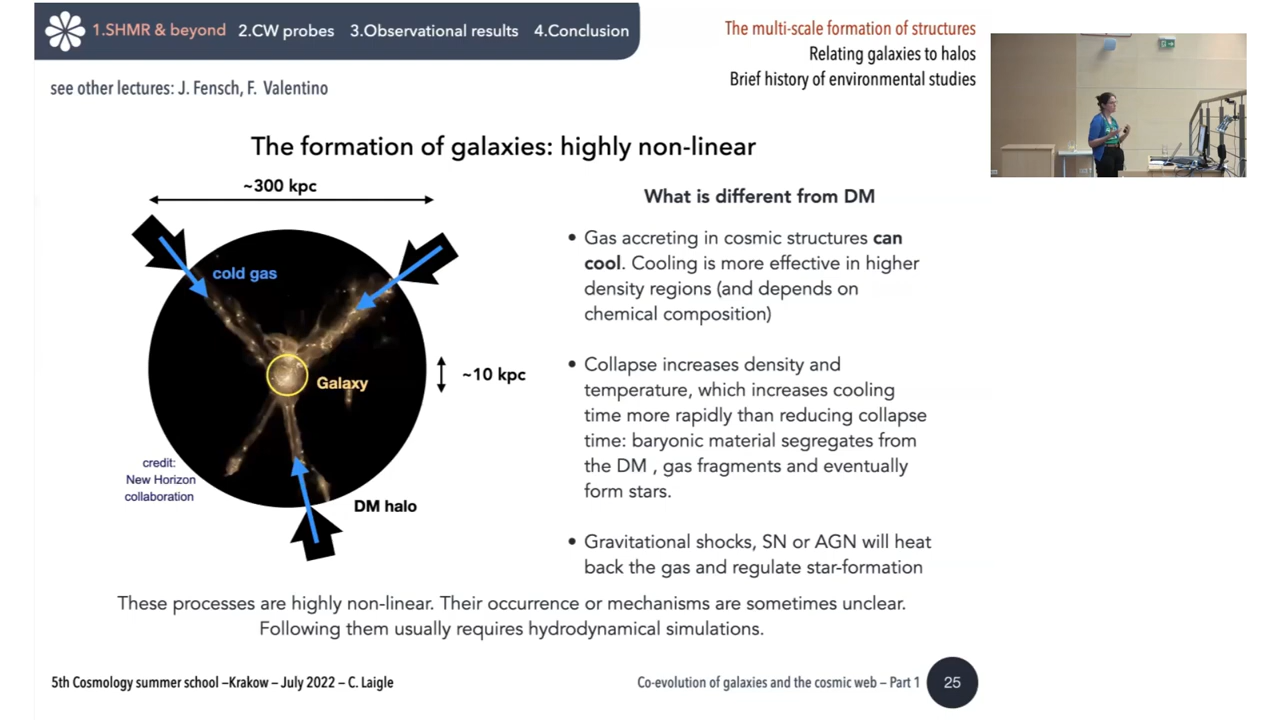 1.SHMR & beyond 2.CW probes 3.Observational results 4.Conclusion
The multi-scale formation of structures
Relating galaxies to halos
Brief history of environmental studies
see other lectures: J. Fensch, F. Valentino
The formation of galaxies: highly non-linear
~300 kpc
cold gas
Galaxy
~10 kpc
credit:
New Horizon
collaboration
DM halo
What is different from DM
• Gas accreting in cosmic structures can
cool. Cooling is more effective in higher
density regions (and depends on
chemical composition)
• Collapse increases density and
temperature, which increases cooling
time more rapidly than reducing collapse
time: baryonic material segregates from
the DM , gas fragments and eventually
form stars.
• Gravitational shocks, SN or AGN will heat
back the gas and regulate star-formation
These processes are highly non-linear. Their occurrence or mechanisms are sometimes unclear.
Following them usually requires hydrodynamical simulations.
5th Cosmology summer school –Krakow – July 2022 – C. Laigle
Co-evolution of galaxies and the cosmic web – Part 1
25